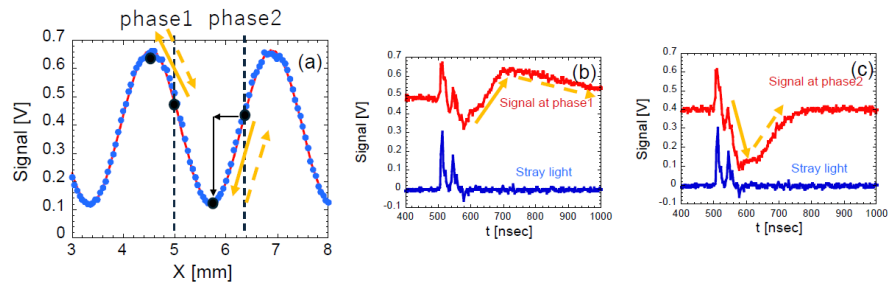 phase1 phase2
(a)
Signal [V]
0.7
0.6
0.5
0.4
0.3
0.2
0.1
0
3 4 5 6 7 8
X [mm]
(b)
Signal [V]
0.7
0.6
0.5
0.4
0.3
0.2
0.1
0
-0.1
Signal at phase1
Stray light
400 500 600 700 800 900 1000
t [nsec]
(c)
Signal [V]
0.7
0.6
0.5
0.4
0.3
0.2
0.1
0
-0.1
Signal at phase2
Stray light
400 500 600 700 800 900 1000
t [nsec]